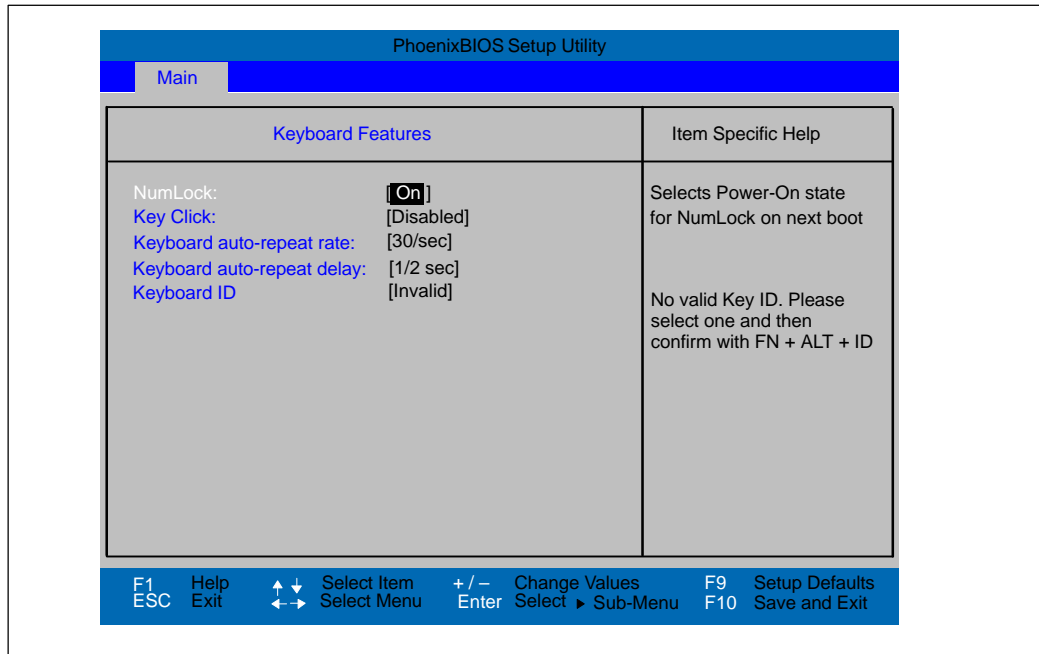 PhoenixBIOS Setup Utility
Main
Keyboard Features
Item Specific Help
NumLock: [ On ]
Key Click: [Disabled]
Keyboard auto-repeat rate: [30/sec]
Keyboard auto-repeat delay: [1/2 sec]
Keyboard ID [Invalid]
Selects Power-On state
for NumLock on next boot
No valid Key ID. Please
select one and then
confirm with FN + ALT + ID
F1 Help Select Item + / – Change Values F9 Setup Defaults
ESC Exit Select Menu Enter Select Sub-Menu F10 Save and Exit